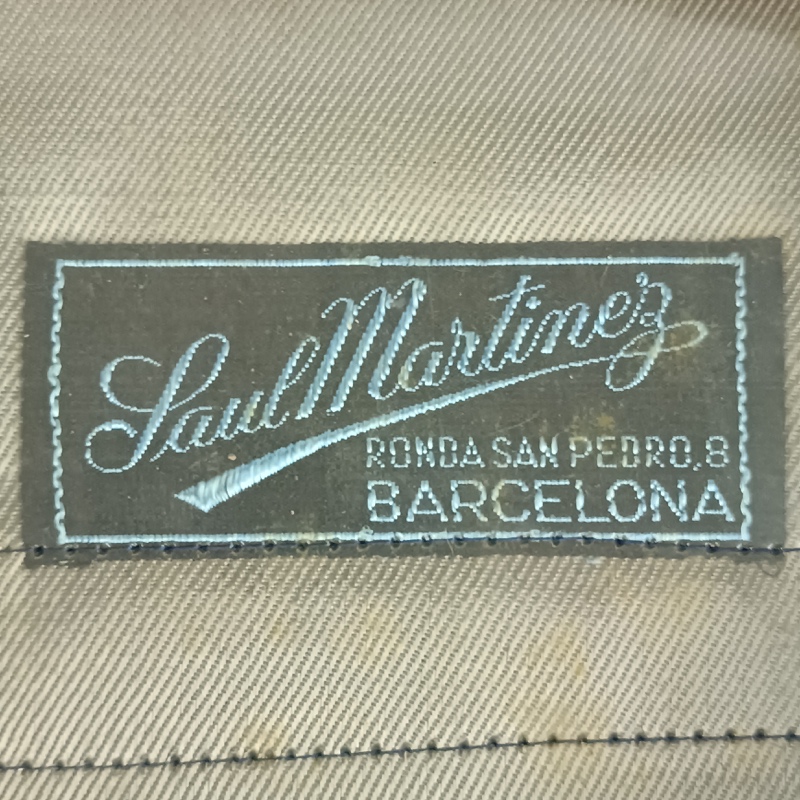 Saul Martinez
RONDA SAN PEDRO, 8
BARCELONA